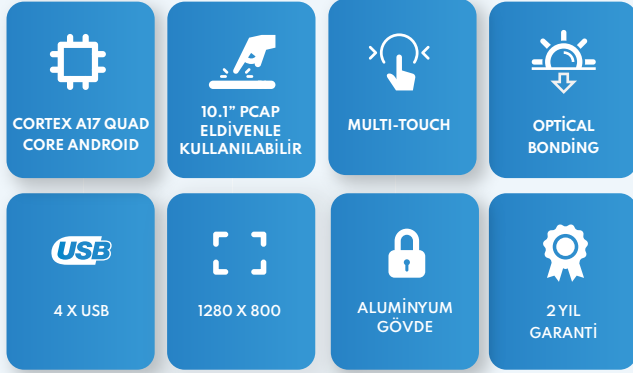 CORTEX A17 QUAD
CORE ANDROID
10.1” PCAP
ELDİVENLE
KULLANILABİLİR
MULTI-TOUCH
OPTİCAL
BONDİNG
USB
4 X USB
1280 X 800
ALUMİNYUM
GÖVDE
2 YIL
GARANTİ